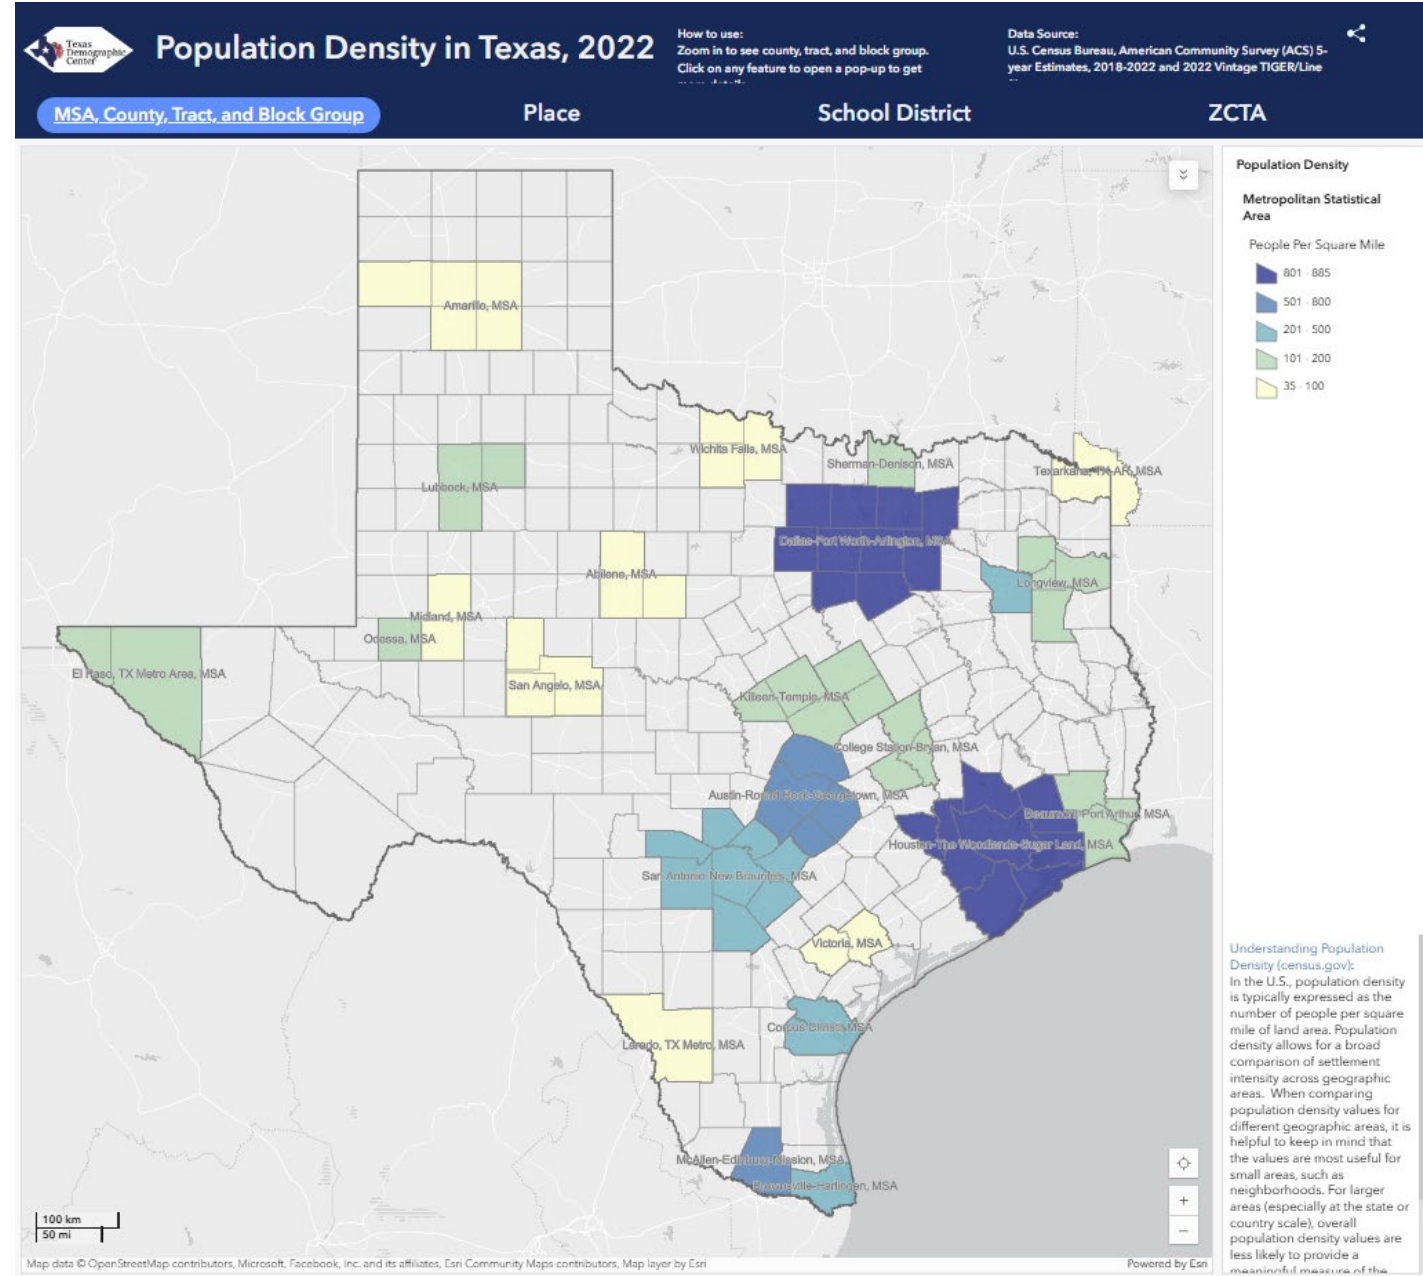 Texas
Demographic
Center
Population Density in Texas, 2022
How to use:
Zoom in to see county, tract, and block group.
Click on any feature to open a pop-up to get
Data Source:
U.S. Census Bureau, American Community Survey (ACS) 5-
year Estimates, 2018-2022 and 2022 Vintage TIGER/Line
MSA, County, Tract, and Block Group
Place
School District
ZCTA
Amarillo, MSA
Wichita Falls, MSA
Sherman-Denison, MSA
Texarkana, TX-AR, MSA
Lubbock, MSA
Dallas-Fort Worth-Arlington, MSA
Abilene, MSA
Longview, MSA
Midland, MSA
Odessa, MSA
El Paso, TX Metro Area, MSA
San Angelo, MSA
Killeen-Temple, MSA
College Station-Bryan, MSA
Austin-Round Rock-Georgetown, MSA
Beaumont-Port Arthur, MSA
Houston-The Woodlands-Sugar Land, MSA
San Antonio-New Braunfels, MSA
Victoria, MSA
Corpus Christi, MSA
Laredo, TX Metro, MSA
McAllen-Edinburg-Mission, MSA
Brownsville-Harlingen, MSA
100 km
50 mi
Map data © OpenStreetMap contributors, Microsoft, Facebook, Inc. and its affiliates, Esri Community Maps contributors, Map layer by Esri
Powered by Esri
Population Density
Metropolitan Statistical
Area
People Per Square Mile
801 - 885
501 - 800
201 - 500
101 - 200
35 - 100
Understanding Population
Density (census.gov):
In the U.S., population density
is typically expressed as the
number of people per square
mile of land area. Population
density allows for a broad
comparison of settlement
intensity across geographic
areas. When comparing
population density values for
different geographic areas, it is
helpful to keep in mind that
the values are most useful for
small areas, such as
neighborhoods. For larger
areas (especially at the state or
country scale), overall
population density values are
less likely to provide a
meaningful measure of the